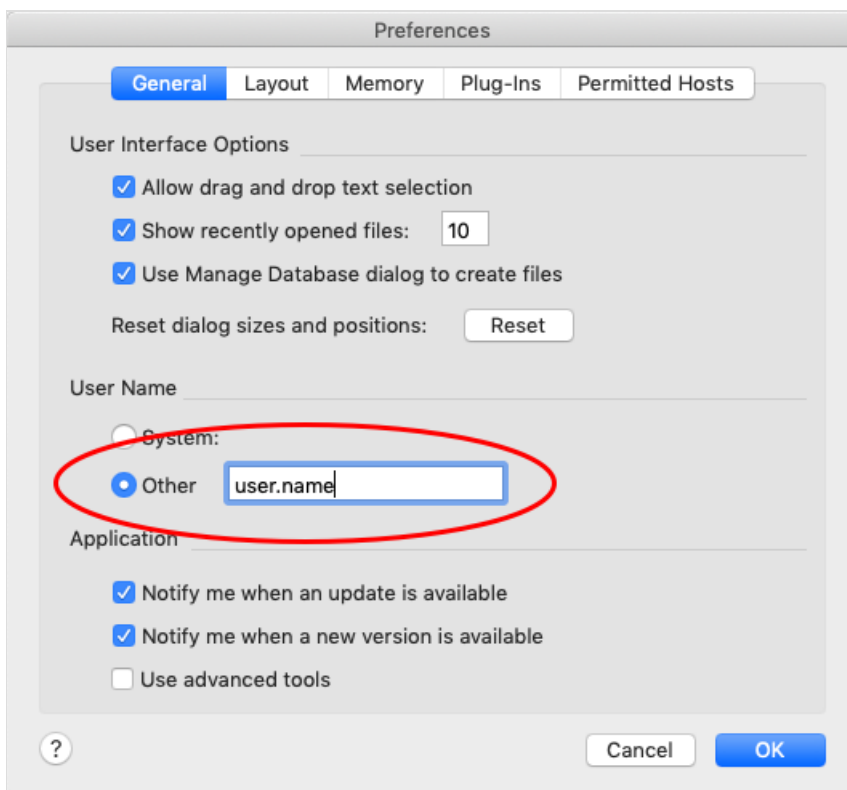 Preferences
General Layout Memory Plug-Ins Permitted Hosts
User Interface Options
Allow drag and drop text selection
Show recently opened files: 10
Use Manage Database dialog to create files
Reset dialog sizes and positions: Reset
User Name
System:
Other user.name
Application
Notify me when an update is available
Notify me when a new version is available
Use advanced tools
? Cancel OK